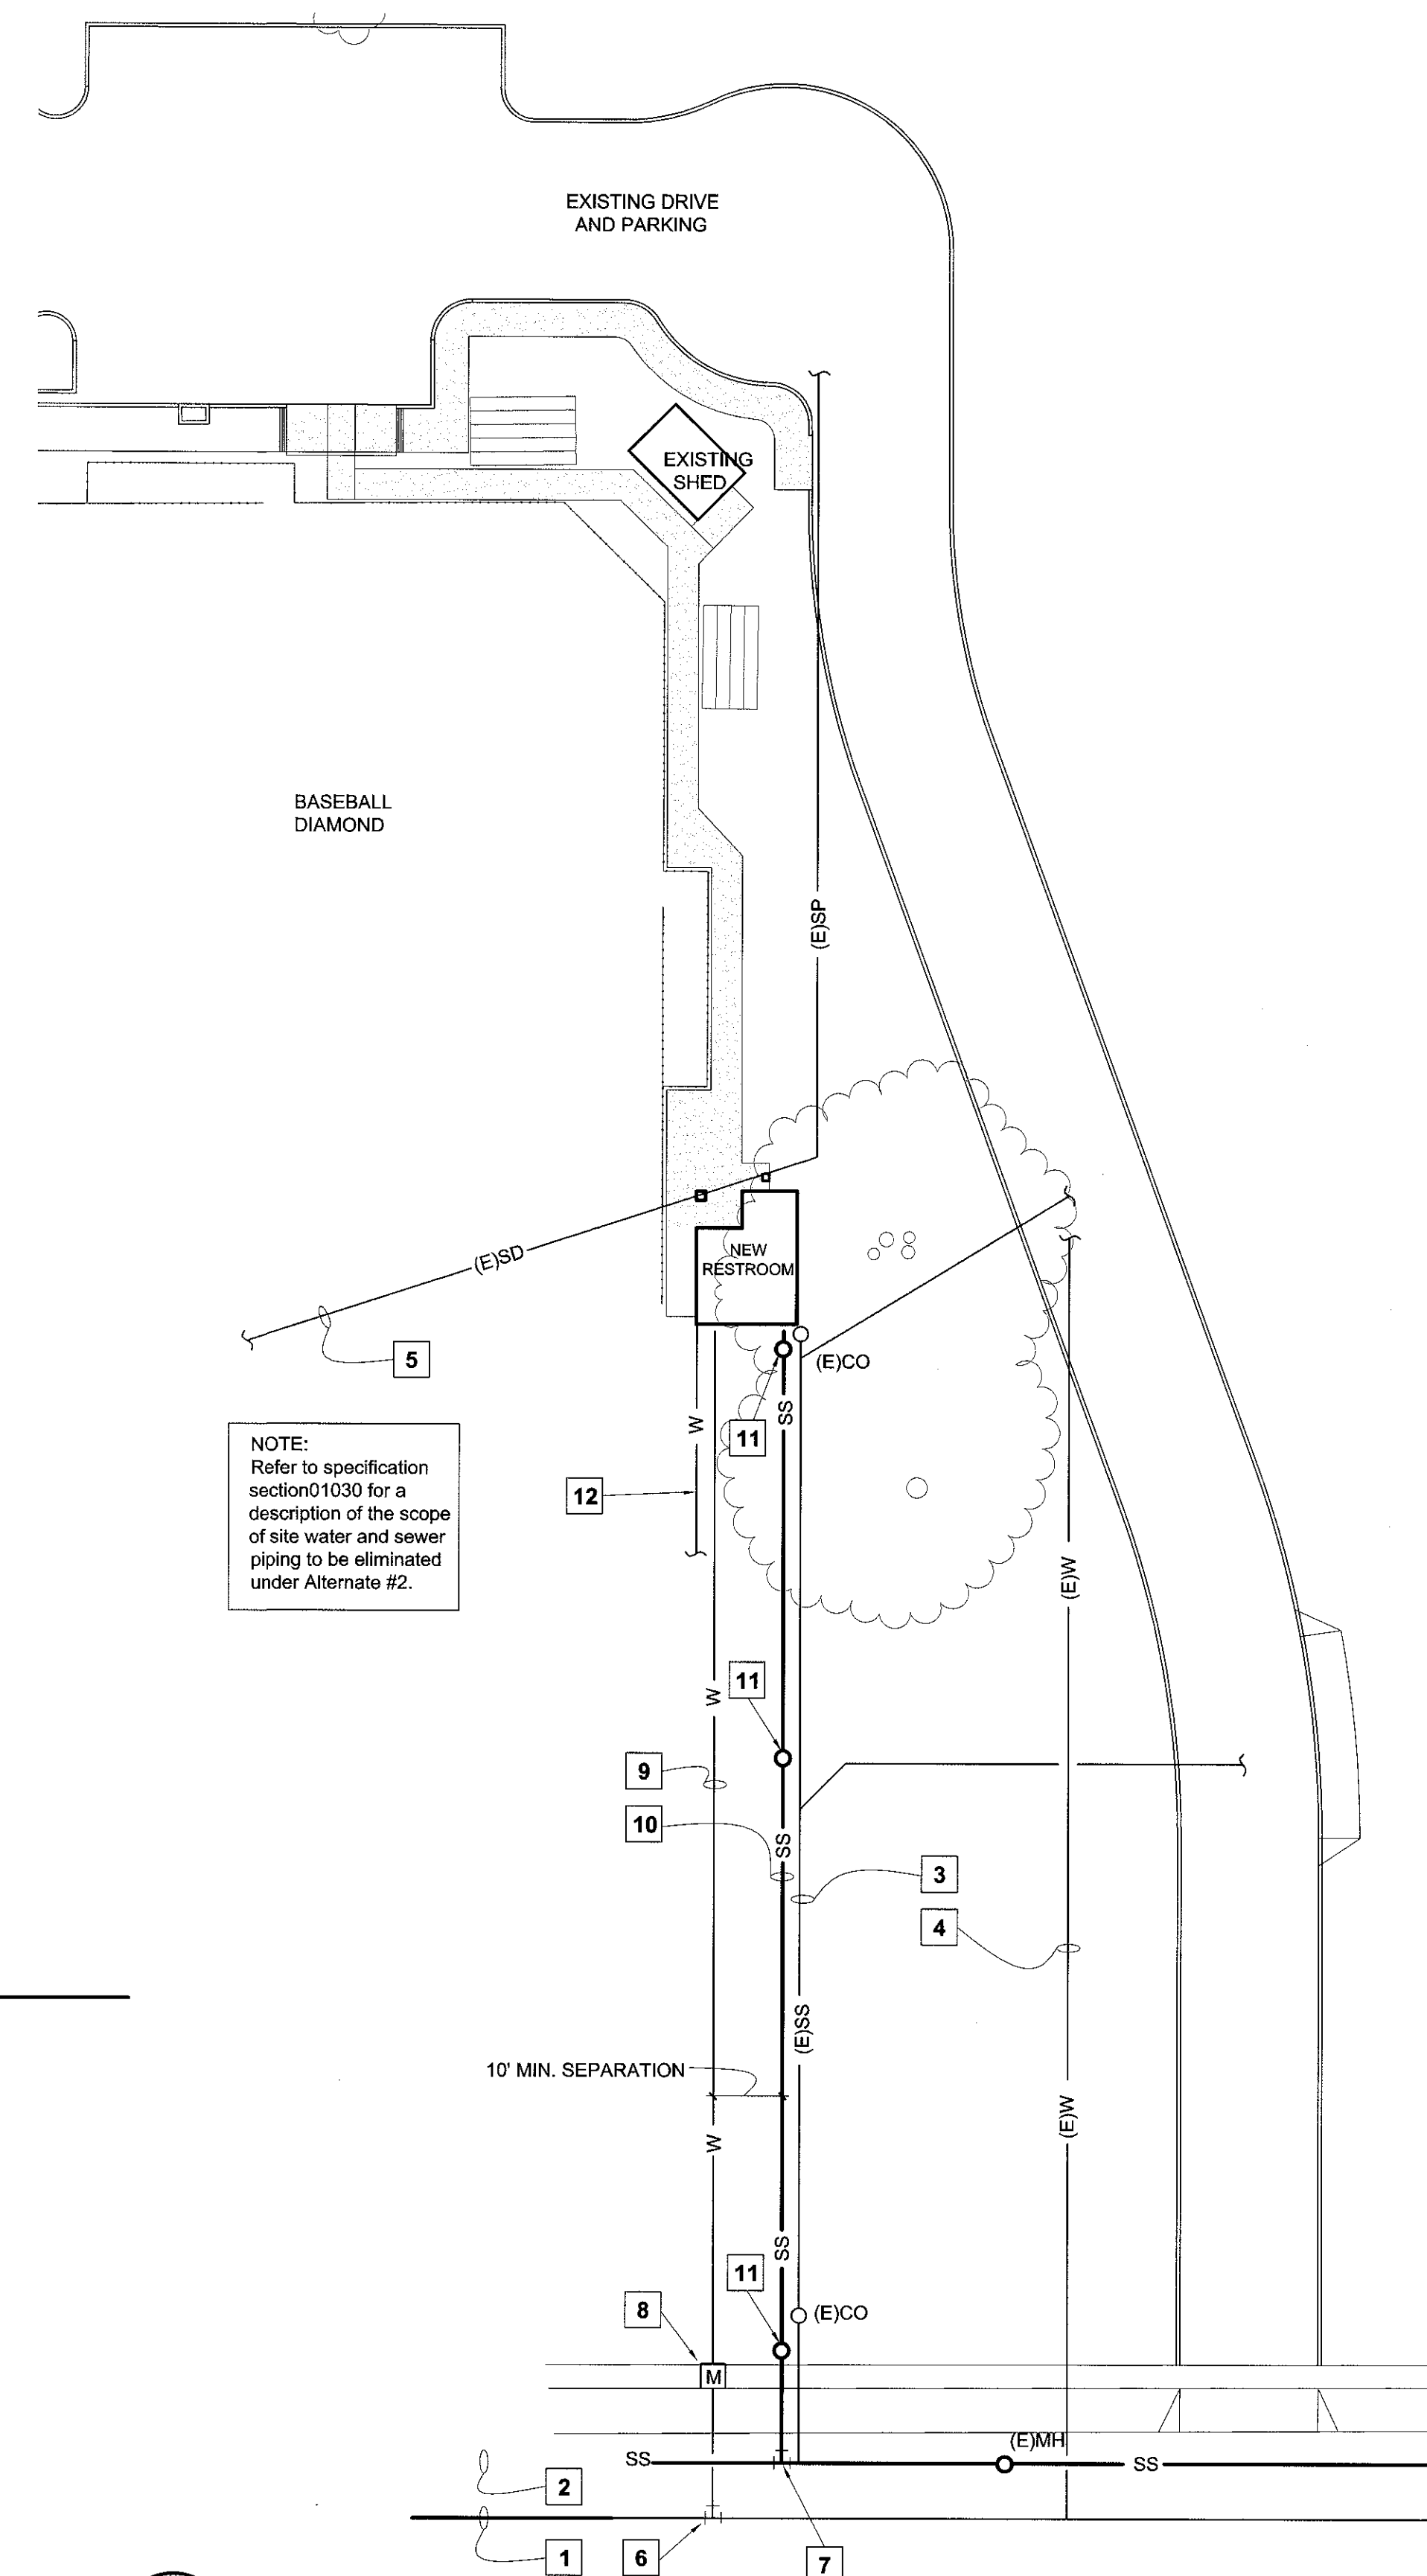 EXISTING DRIVE
AND PARKING
EXISTING
SHED
BASEBALL
DIAMOND
(E)SP
(E)SD
NEW
RESTROOM
5
(E)CO
SS
W
11
NOTE:
Refer to specification
section01030 for a
description of the scope
of site water and sewer
piping to be eliminated
under Alternate #2.
12
(E)W
11
W
9
10
SS
3
4
(E)SS
10' MIN. SEPARATION
W
(E)W
SS
11
8
(E)CO
M
(E)MH
SS
SS
2
1
6
7